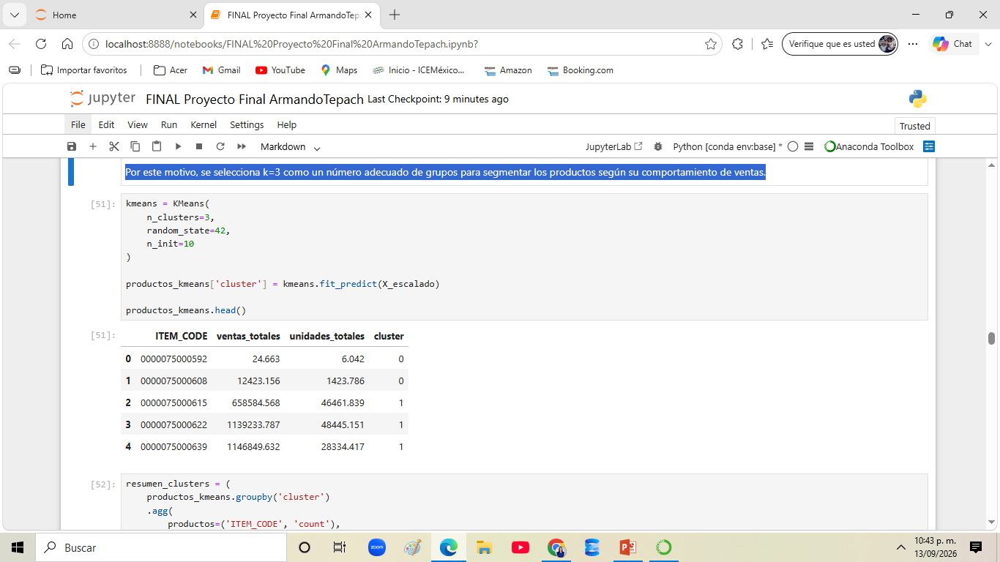 Home
FINAL Proyecto Final ArmandoTepa
localhost:8888/notebooks/FINAL%20Proyecto%20Final%20ArmandoTepach.ipynb?
Verifique que es usted
Chat
Importar favoritos
Acer
Gmail
YouTube
Maps
Inicio - ICEMéxico...
Amazon
Booking.com
jupyter FINAL Proyecto Final ArmandoTepach Last Checkpoint: 9 minutes ago
File Edit View Run Kernel Settings Help
Trusted
Markdown
JupyterLab
Python [conda env:base] *
Anaconda Toolbox
Por este motivo, se selecciona k=3 como un número adecuado de grupos para segmentar los productos según su comportamiento de ventas.
[51]:
kmeans = KMeans(
n_clusters=3,
random_state=42,
n_init=10
)
productos_kmeans['cluster'] = kmeans.fit_predict(X_escalado)
productos_kmeans.head()
[51]:
ITEM_CODE ventas_totales unidades_totales cluster
0 0000075000592 24.663 6.042 0
1 0000075000608 12423.156 1423.786 0
2 0000075000615 658584.568 46461.839 1
3 0000075000622 1139233.787 48445.151 1
4 0000075000639 1146849.632 28334.417 1
[52]:
resumen_clusters = (
productos_kmeans.groupby('cluster')
.agg(
productos=('ITEM_CODE', 'count'),
Buscar
zoom
10:43 p. m.
13/09/2026